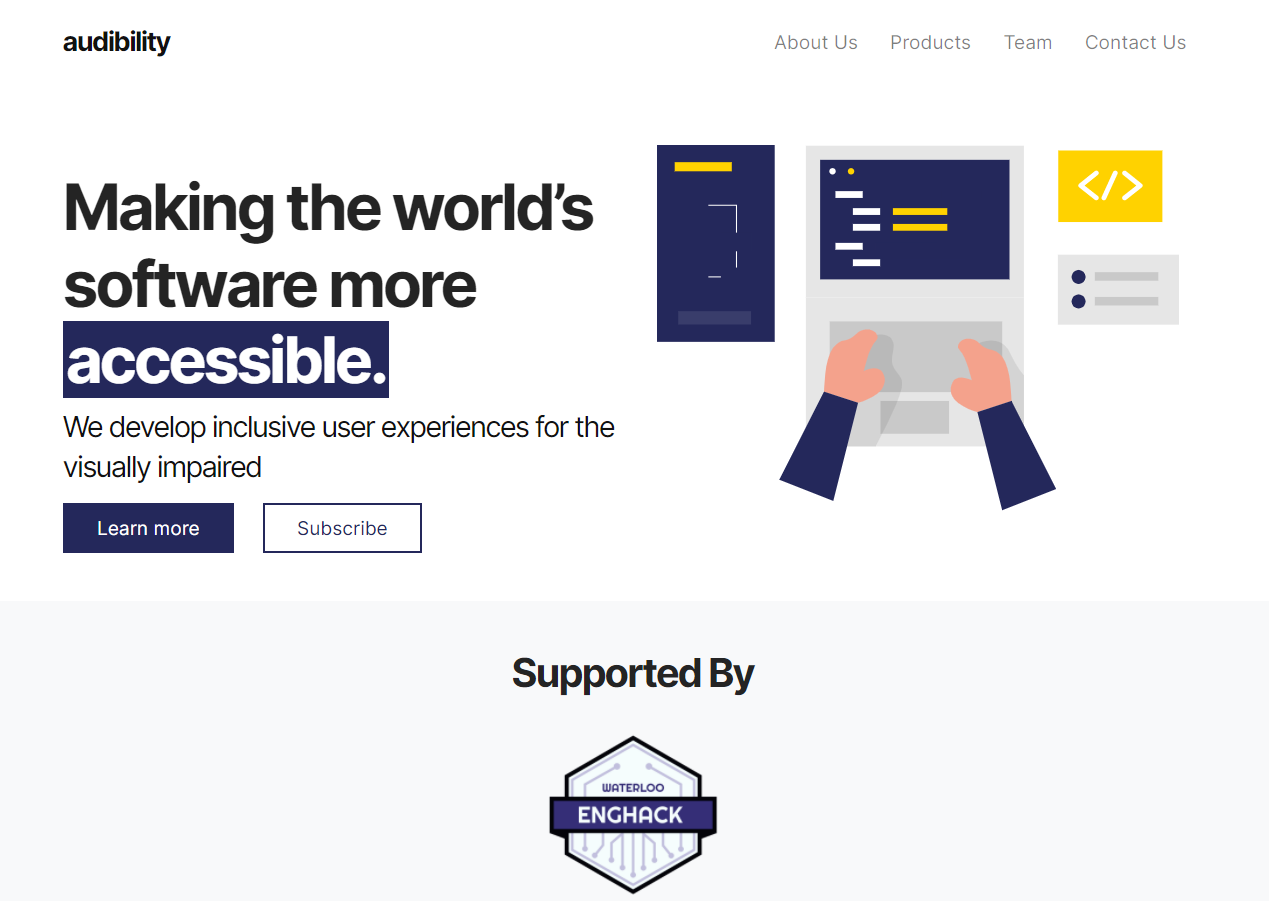 audibility
About Us
Products
Team
Contact Us
Making the world’s
software more
accessible.
We develop inclusive user experiences for the
visually impaired
Learn more
Subscribe
</>
Supported By
WATERLOO
ENGHACK